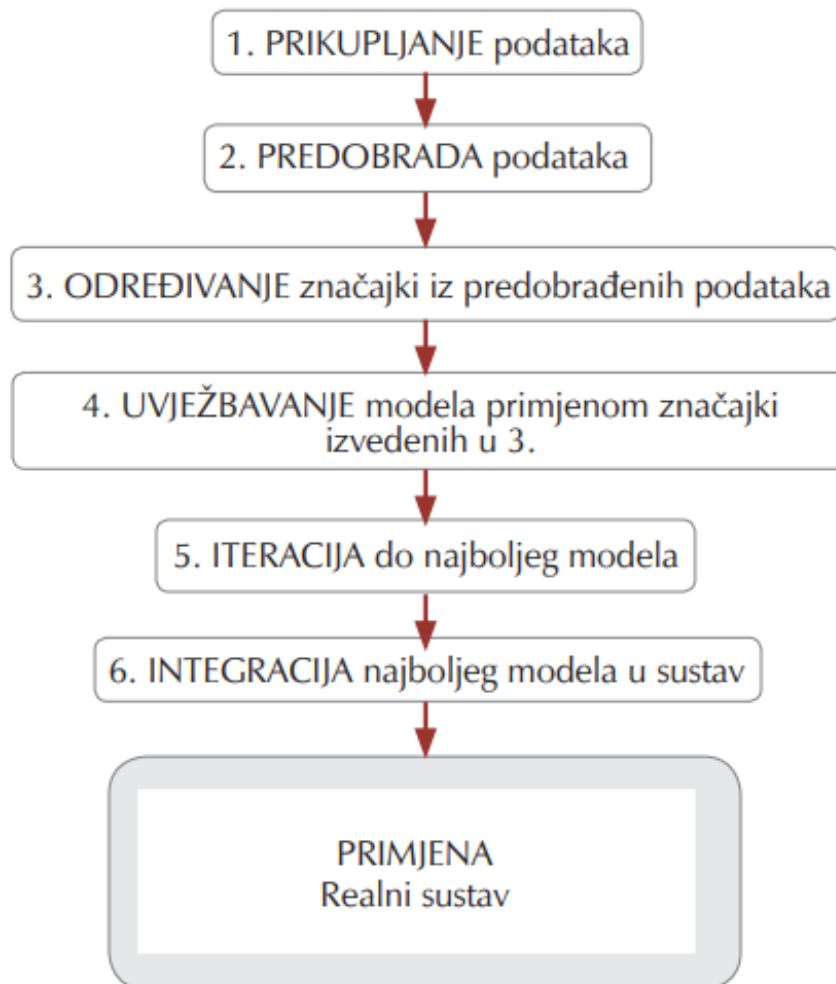 1. PRIKUPLJANJE podataka
2. PREDOBRADA podataka
3. ODREĐIVANJE značajki iz predobrađenih podataka
4. UVJEŽBAVANJE modela primjenom značajki
izvedenih u 3.
5. ITERACIJA do najboljeg modela
6. INTEGRACIJA najboljeg modela u sustav
PRIMJENA
Realni sustav